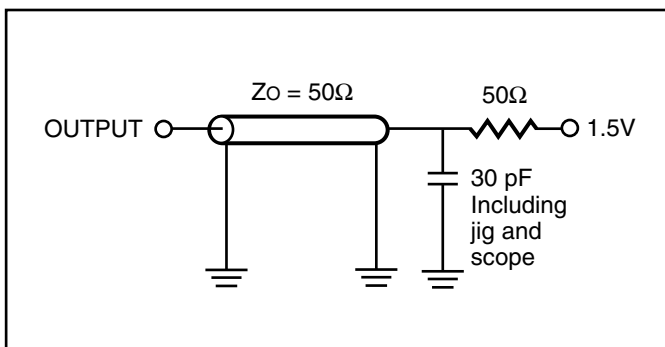 Zo = 50Ω
50Ω
OUTPUT
1.5V
30 pF
Including
jig and
scope